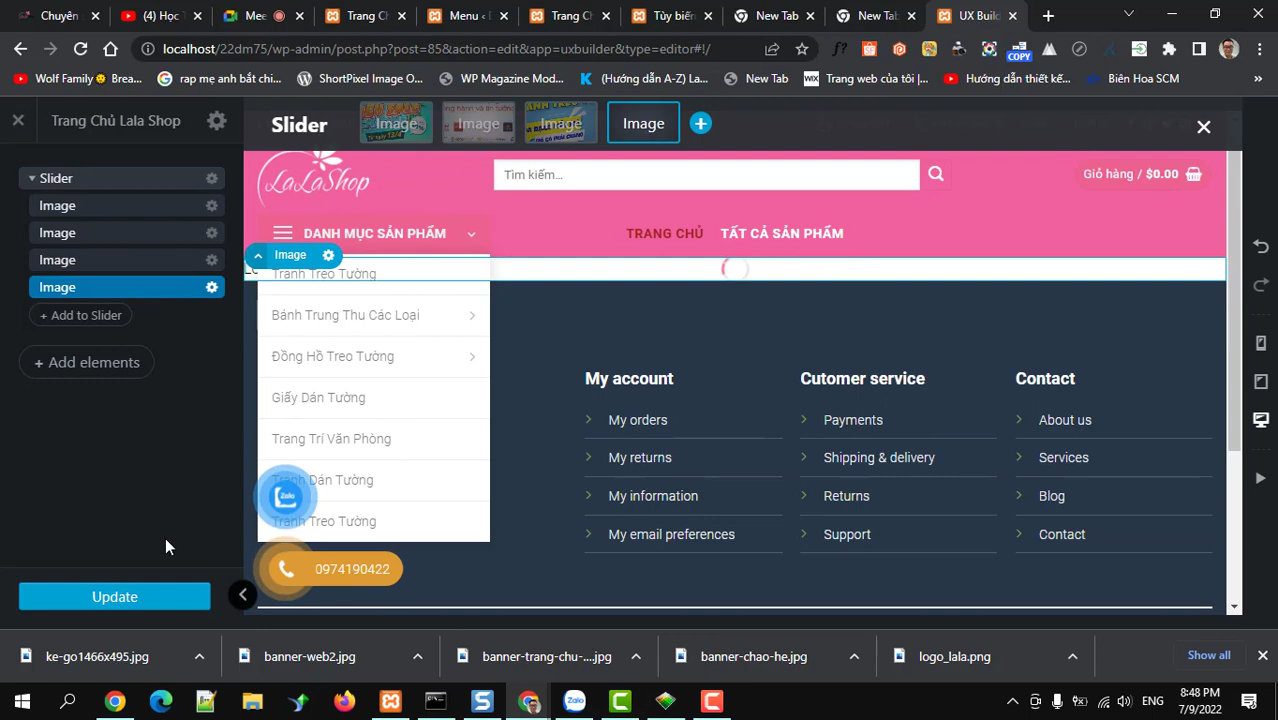 Chuyên
(4) Học T
Mee
Trang Ch
Menu ‹ D
Trang Ch
Tùy biến
New Tab
New Tab
UX Buil
localhost/22dm75/wp-admin/post.php?post=85&action=edit&app=uxbuilder&type=editor#!/
COPY
Wolf Family Brea...
rap mẹ anh bắt chi...
ShortPixel Image O...
WP Magazine Mod...
(Hướng dẫn A-Z) La...
New Tab
WIX
Trang web của tôi |...
Hướng dẫn thiết kế...
Biên Hoa SCM
Trang Chủ Lala Shop
Slider
Image
Image
Image
Image
Slider
Image
Image
Image
Image
+ Add to Slider
+ Add elements
LaLaShop
Tìm kiếm...
Giỏ hàng / $0.00
DANH MỤC SẢN PHẨM
TRANG CHỦ
TẤT CẢ SẢN PHẨM
Image
Tranh Treo Tường
Bánh Trung Thu Các Loại
Đồng Hồ Treo Tường
Giấy Dán Tường
Trang Trí Văn Phòng
Tranh Dán Tường
Tranh Treo Tường
Zalo
0974190422
My account
My orders
My returns
My information
My email preferences
Cutomer service
Payments
Shipping & delivery
Returns
Support
Contact
About us
Services
Blog
Contact
Update
ke-go1466x495.jpg
banner-web2.jpg
banner-trang-chu-....jpg
banner-chao-he.jpg
logo_lala.png
Show all
ENG
8:48 PM
7/9/2022